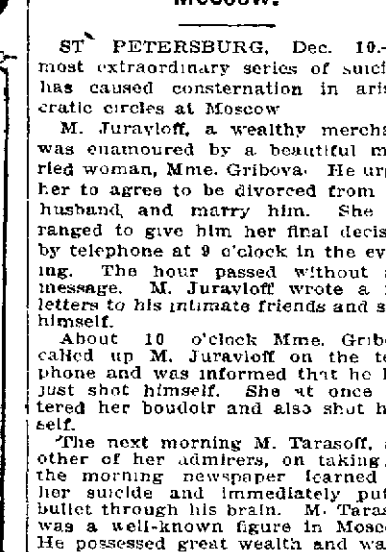 Moscow.
ST PETERSBURG, Dec. 10.-
most extraordinary series of suici
has caused consternation in aris
cratic circles at Moscow
M. Juravloff, a wealthy mercha
was enamoured by a beautiful m
ried woman, Mme. Gribova. He urg
her to agree to be divorced from
husband, and marry him. She
ranged to give him her final decis
by telephone at 9 o'clock in the ev
ing. The hour passed without
message. M. Juravloff wrote a
letters to his intimate friends and s
himself.
About 10 o'clock Mme. Gribo
called up M. Juravloff on the te
phone and was informed that he h
just shot himself. She at once
tered her boudoir and also shot h
self.
The next morning M. Tarasoff, a
other of her admirers, on taking
the morning newspaper learned
her suicide and immediately put
bullet through his brain. M. Taras
was a well-known figure in Mosc
He possessed great wealth and wa